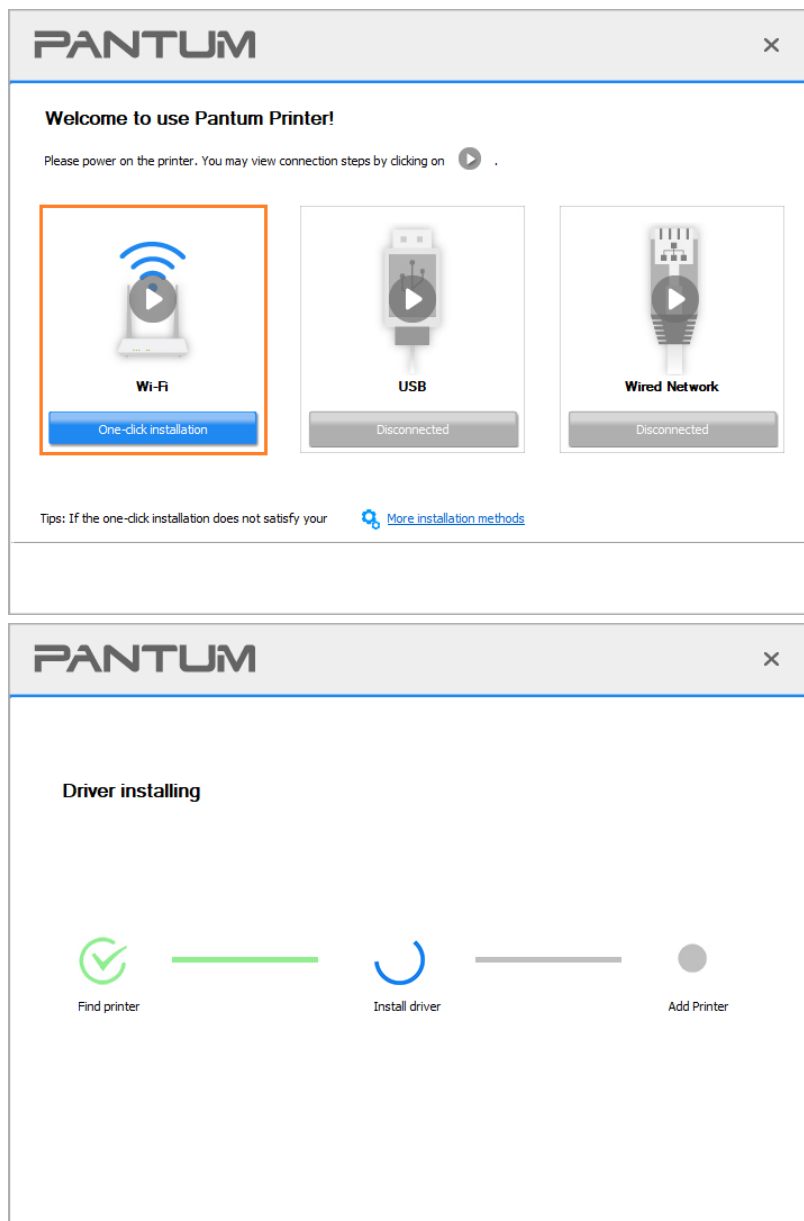 PANTUM
Welcome to use Pantum Printer!
Please power on the printer. You may view connection steps by clicking on .
Wi-Fi USB Wired Network
One-click installation Disconnected Disconnected
Tips: If the one-click installation does not satisfy your More installation methods
PANTUM
Driver installing
Find printer Install driver Add Printer